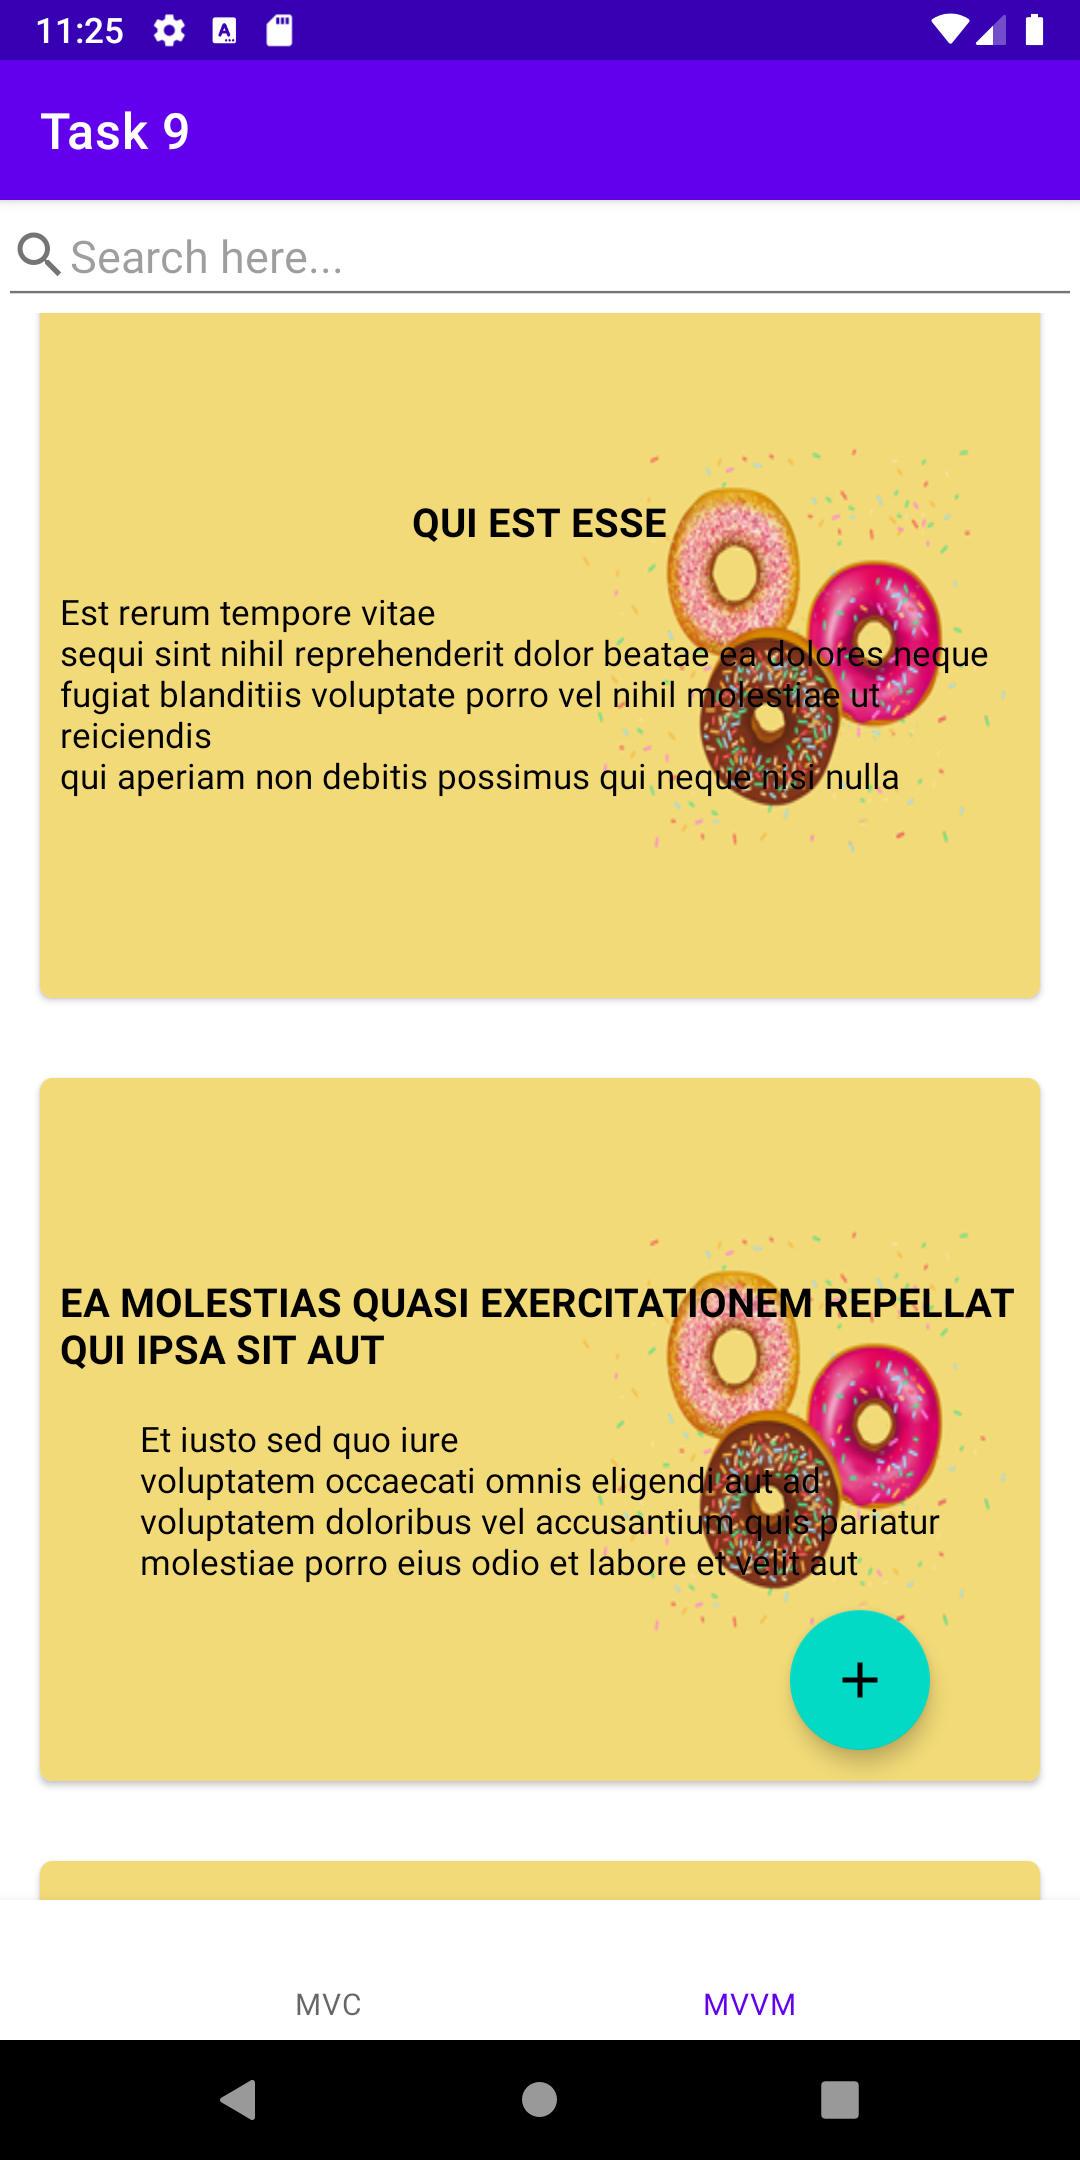 11:25
Task 9
Search here...
QUI EST ESSE
Est rerum tempore vitae
sequi sint nihil reprehenderit dolor beatae ea dolores neque
fugiat blanditiis voluptate porro vel nihil molestiae ut
reiciendis
qui aperiam non debitis possimus qui neque nisi nulla
EA MOLESTIAS QUASI EXERCITATIONEM REPELLAT
QUI IPSA SIT AUT
Et iusto sed quo iure
voluptatem occaecati omnis eligendi aut ad
voluptatem doloribus vel accusantium quis pariatur
molestiae porro eius odio et labore et velit aut
MVC
MVVM